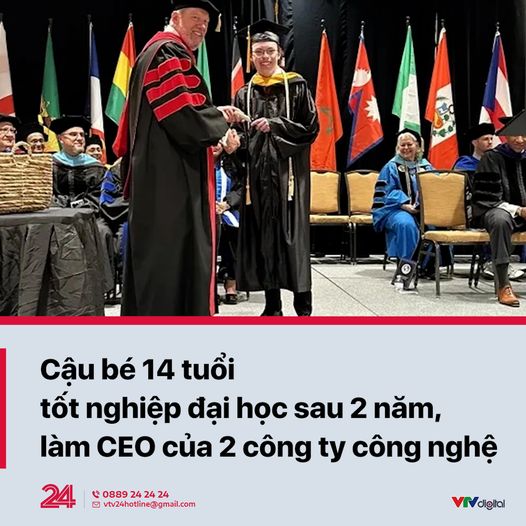 Cậu bé 14 tuổi
tốt nghiệp đại học sau 2 năm,
làm CEO của 2 công ty công nghệ
24
0889 24 24 24
vtv24hotline@gmail.com
VTVdigital